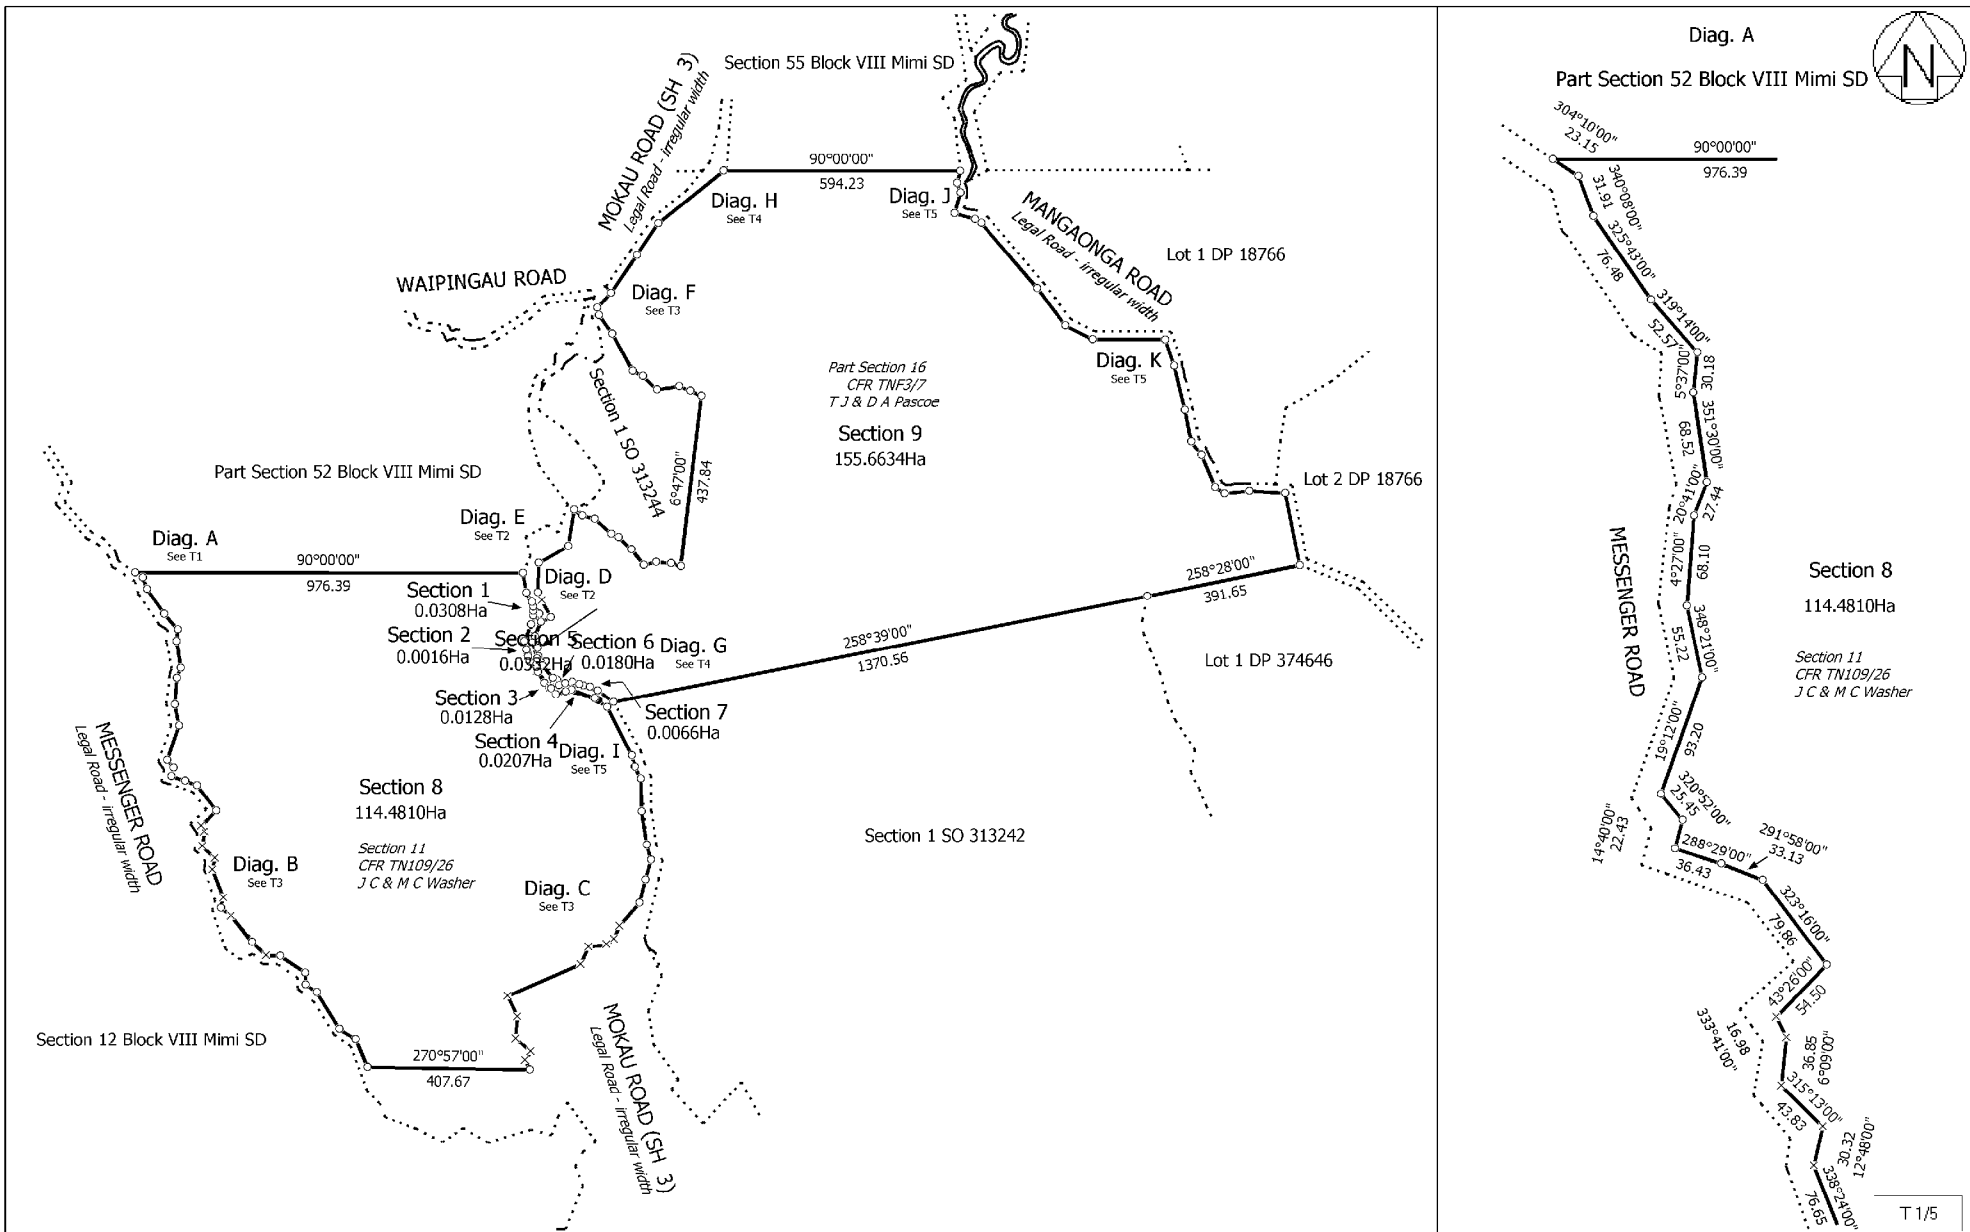 Section 55 Block VIII Mimi SD
MOKAU ROAD (SH 3)
Legal Road - irregular width
90°00'00"
594.23
Diag. H
See T4
Diag. J
See T5
MANGAONGA ROAD
Legal Road - irregular width
Lot 1 DP 18766
WAIPINGAU ROAD
Diag. F
See T3
Diag. K
See T5
Part Section 16
CFR TNF3/7
T J & D A Pascoe
Section 9
155.6634Ha
Section 1 SO 313244
6°47'00"
437.84
Part Section 52 Block VIII Mimi SD
Lot 2 DP 18766
Diag. E
See T2
Diag. A
See T1
90°00'00"
976.39
Diag. D
See T2
258°28'00"
391.65
Section 1
0.0308Ha
Section 2
0.0016Ha
Section 5
0.0332Ha
Section 6
0.0180Ha
Diag. G
See T4
258°39'00"
1370.56
Lot 1 DP 374646
Section 3
0.0128Ha
Section 7
0.0066Ha
Section 4
0.0207Ha
Diag. I
See T5
MESSENGER ROAD
Legal Road - irregular width
Section 8
114.4810Ha
Section 11
CFR TN109/26
J C & M C Washer
Section 1 SO 313242
Diag. B
See T3
Diag. C
See T3
Section 12 Block VIII Mimi SD
270°57'00"
407.67
MOKAU ROAD (SH 3)
Legal Road - irregular width
Diag. A
N
Part Section 52 Block VIII Mimi SD
304°10'00"
23.15
90°00'00"
976.39
340°08'00"
31.91
325°43'00"
76.48
319°14'00"
52.57
5°37'00"
30.18
351°30'00"
68.52
20°41'00"
27.44
4°27'00"
68.10
MESSENGER ROAD
Section 8
114.4810Ha
348°21'00"
55.22
Section 11
CFR TN109/26
J C & M C Washer
19°12'00"
93.20
320°52'00"
25.45
14°40'00"
22.43
288°29'00"
36.43
291°58'00"
33.13
323°16'00"
79.86
43°26'00"
54.50
333°41'00"
16.98
36.85
6°09'00"
315°13'00"
43.83
30.32
12°48'00"
338°24'00"
76.65
T 1/5